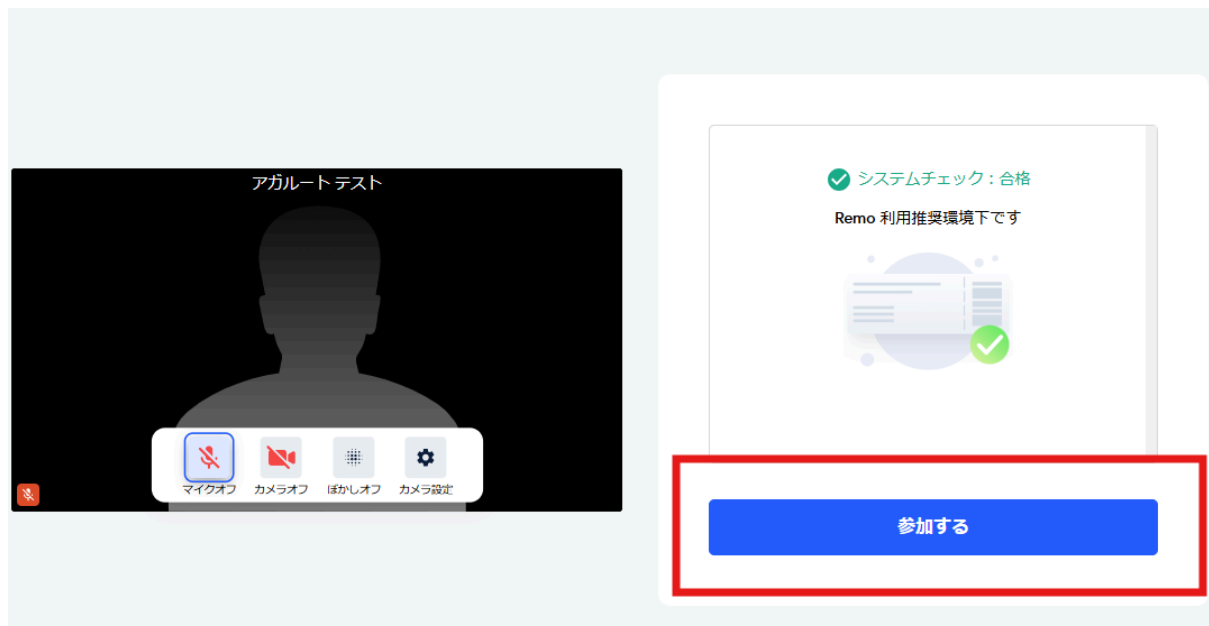 アガルート テスト
マイクオフ
カメラオフ
ぼかしオフ
カメラ設定
システムチェック：合格
Remo 利用推奨環境下です
参加する